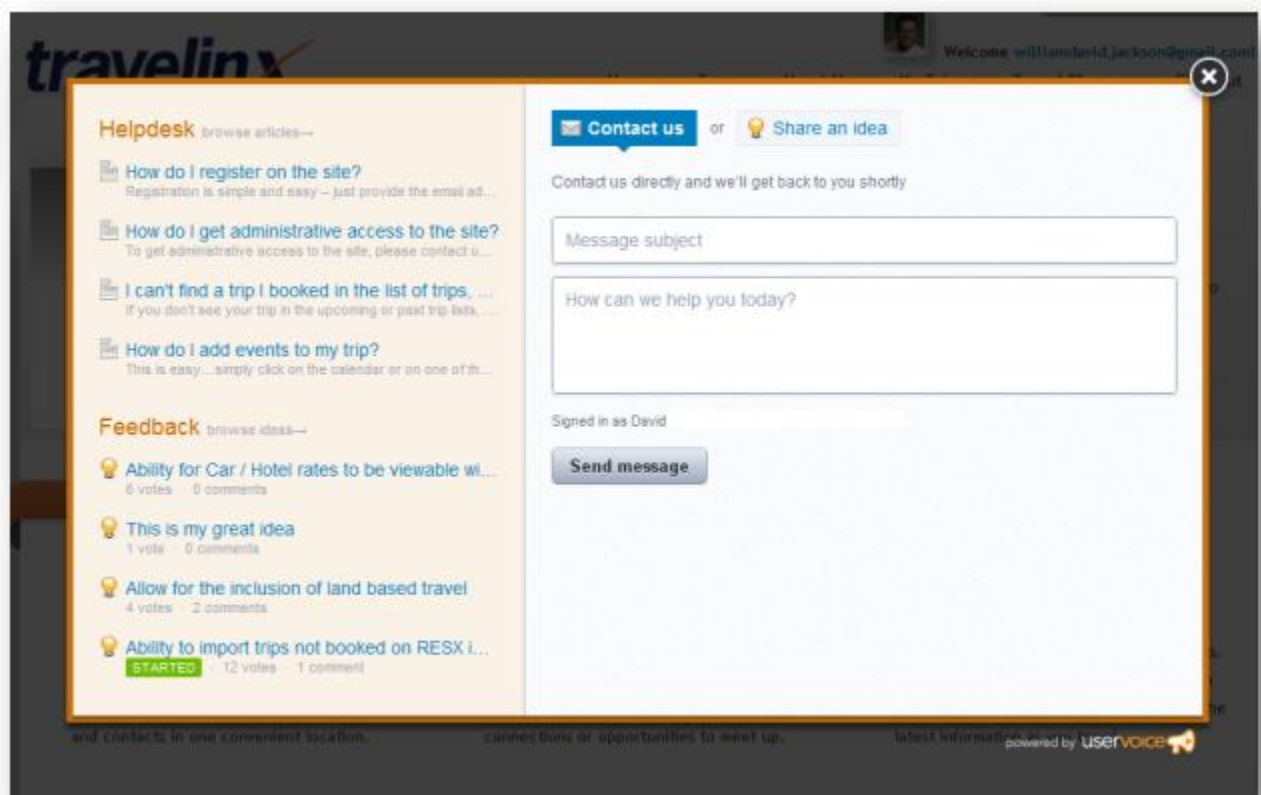 travelinx
Welcome williamdavid.jackson@gmail.com!
Helpdesk browse articles→
How do I register on the site?
Registration is simple and easy – just provide the email ad...
How do I get administrative access to the site?
To get administrative access to the site, please contact u...
I can't find a trip I booked in the list of trips, ...
If you don't see your trip in the upcoming or past trip lists, ...
How do I add events to my trip?
This is easy...simply click on the calendar or on one of th...
Feedback browse ideas→
Ability for Car / Hotel rates to be viewable wi...
6 votes · 0 comments
This is my great idea
1 vote · 0 comments
Allow for the inclusion of land based travel
4 votes · 2 comments
Ability to import trips not booked on RESX i...
STARTED · 12 votes · 1 comment
Contact us or Share an idea
Contact us directly and we'll get back to you shortly
Message subject
How can we help you today?
Signed in as David
Send message
and contacts in one convenient location.
connections or opportunities to meet up.
latest information
powered by uservoice